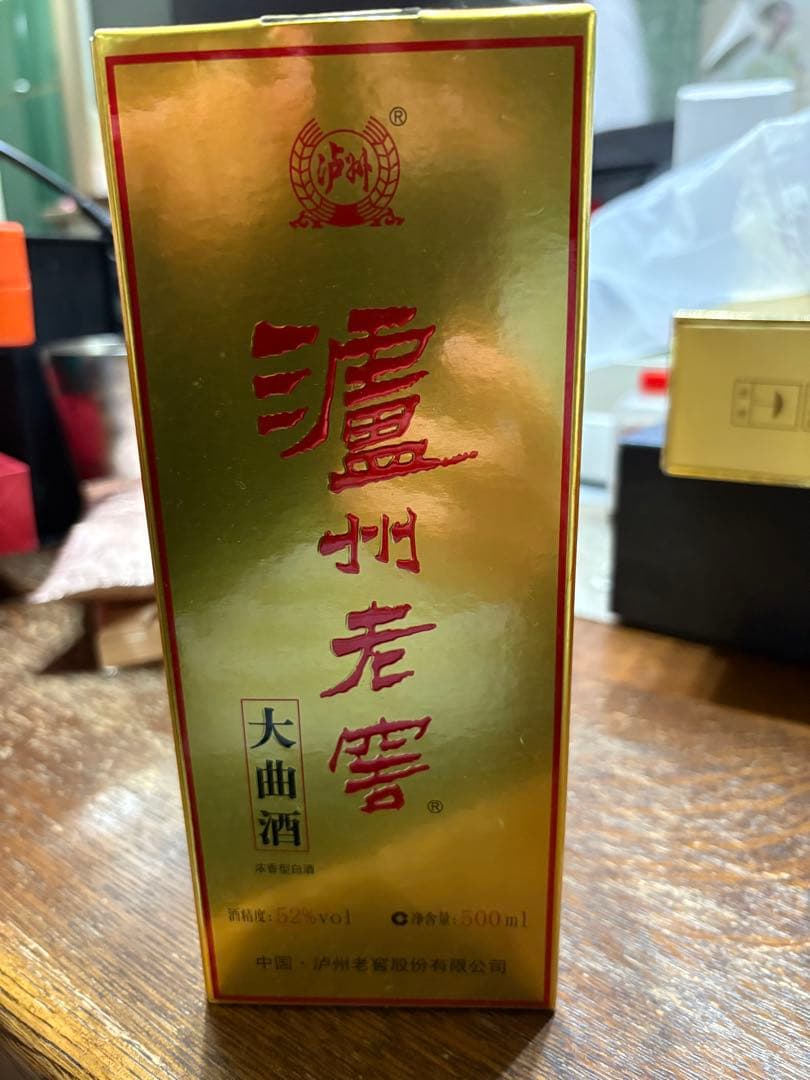 泸州
®
瀘州老窖
®
大曲酒
浓香型白酒
酒精度:52%vol
C净含量:500ml
中国·泸州老窖股份有限公司